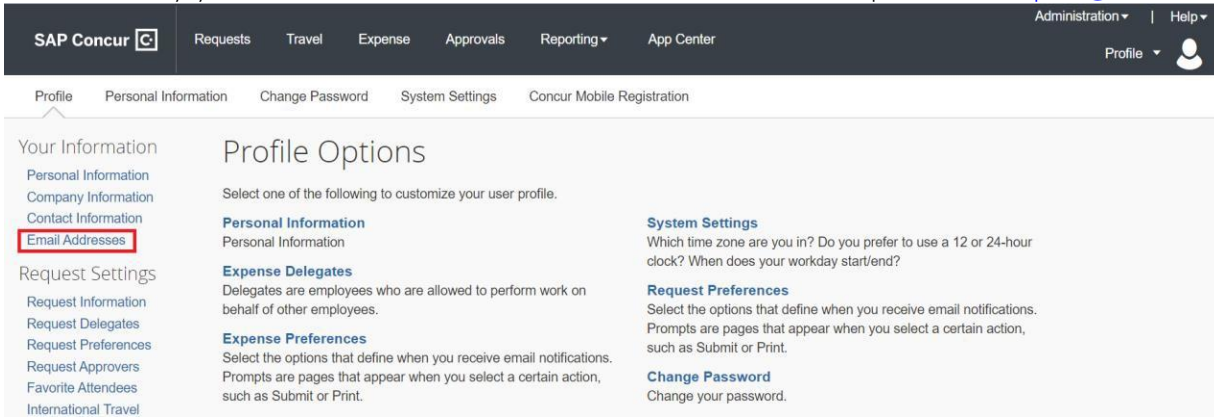 Administration | Help
SAP Concur C Requests Travel Expense Approvals Reporting App Center
Profile
Profile Personal Information Change Password System Settings Concur Mobile Registration
Your Information
Personal Information
Company Information
Contact Information
Email Addresses
Request Settings
Request Information
Request Delegates
Request Preferences
Request Approvers
Favorite Attendees
International Travel
Profile Options
Select one of the following to customize your user profile.
Personal Information
Personal Information
Expense Delegates
Delegates are employees who are allowed to perform work on
behalf of other employees.
Expense Preferences
Select the options that define when you receive email notifications.
Prompts are pages that appear when you select a certain action,
such as Submit or Print.
System Settings
Which time zone are you in? Do you prefer to use a 12 or 24-hour
clock? When does your workday start/end?
Request Preferences
Select the options that define when you receive email notifications.
Prompts are pages that appear when you select a certain action,
such as Submit or Print.
Change Password
Change your password.